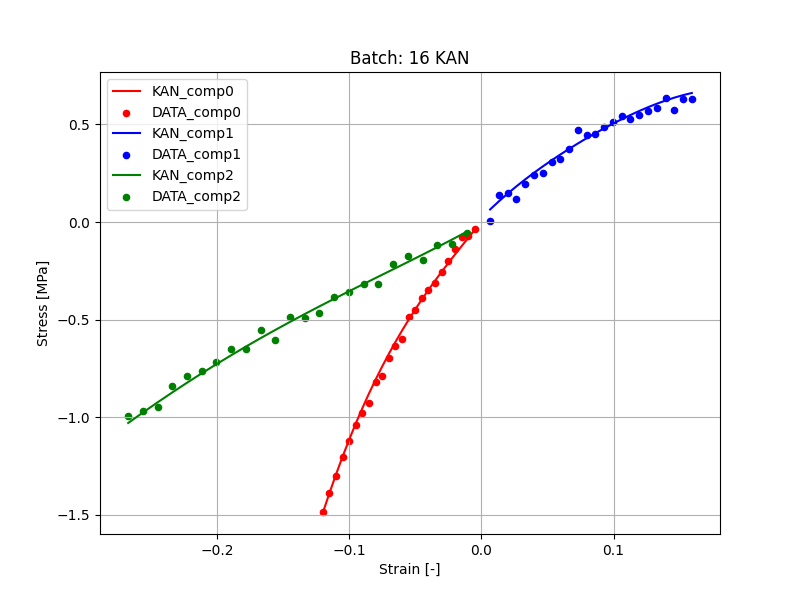 Batch: 16 KAN
KAN_comp0
DATA_comp0
KAN_comp1
DATA_comp1
KAN_comp2
DATA_comp2
0.5
0.0
−0.5
−1.0
−1.5
Stress [MPa]
−0.2
−0.1
0.0
0.1
Strain [-]